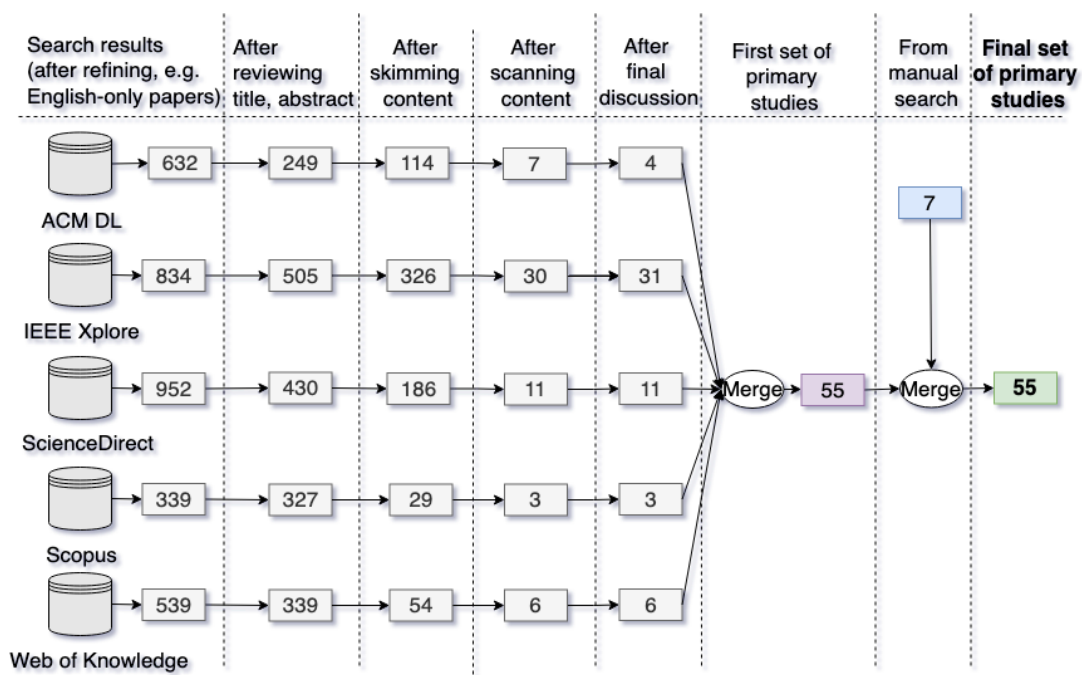 Search results
(after refining, e.g.
English-only papers)
After
reviewing
title, abstract
After
skimming
content
After
scanning
content
After
final
discussion
First set of
primary
studies
From
manual
search
Final set
of primary
studies
632
249
114
7
4
ACM DL
7
834
505
326
30
31
IEEE Xplore
952
430
186
11
11
Merge
55
Merge
55
ScienceDirect
339
327
29
3
3
Scopus
539
339
54
6
6
Web of Knowledge